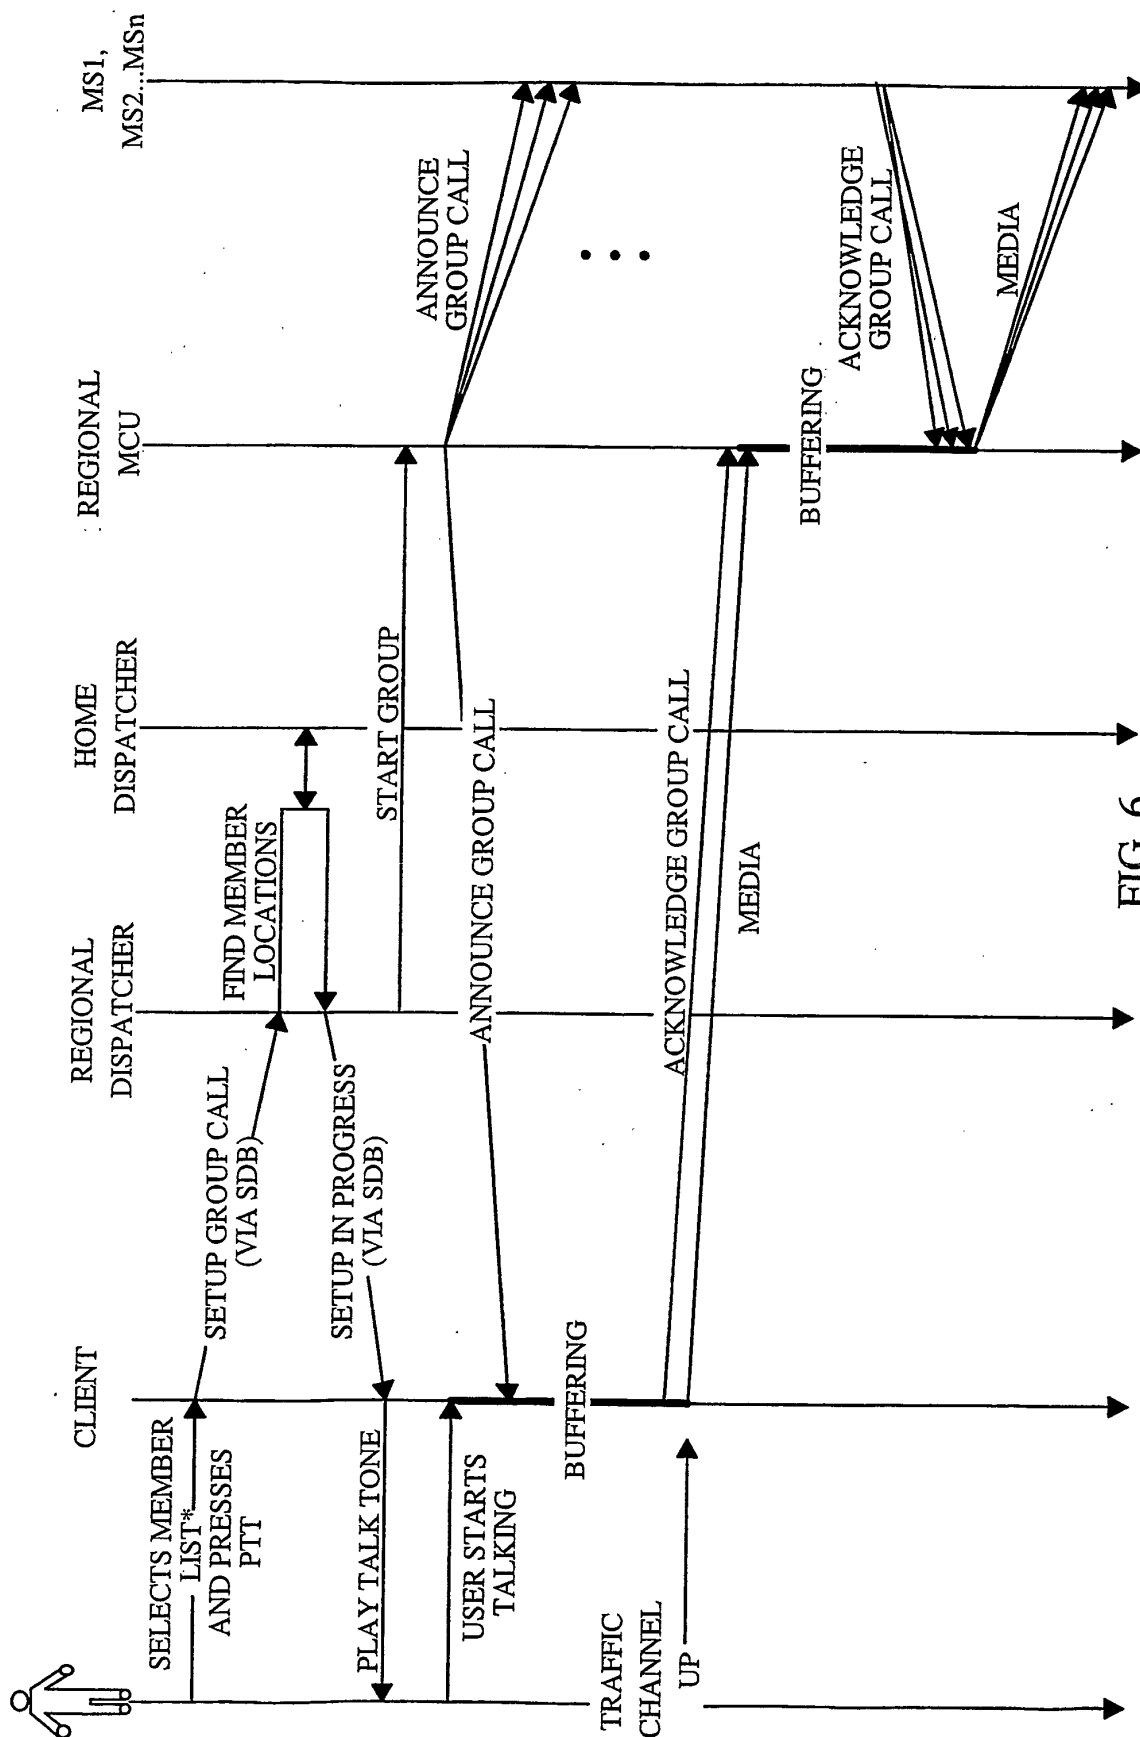 CLIENT
REGIONAL
DISPATCHER
HOME
DISPATCHER
REGIONAL
MCU
MS1,
MS2...MSn
SELECTS MEMBER
LIST*
AND PRESSES
PTT
SETUP GROUP CALL
(VIA SDB)
FIND MEMBER
LOCATIONS
SETUP IN PROGRESS
(VIA SDB)
PLAY TALK TONE
START GROUP
USER STARTS
TALKING
ANNOUNCE GROUP CALL
ANNOUNCE
GROUP CALL
BUFFERING
TRAFFIC
CHANNEL
UP
ACKNOWLEDGE GROUP CALL
MEDIA
BUFFERING
ACKNOWLEDGE
GROUP CALL
MEDIA
FIG. 6